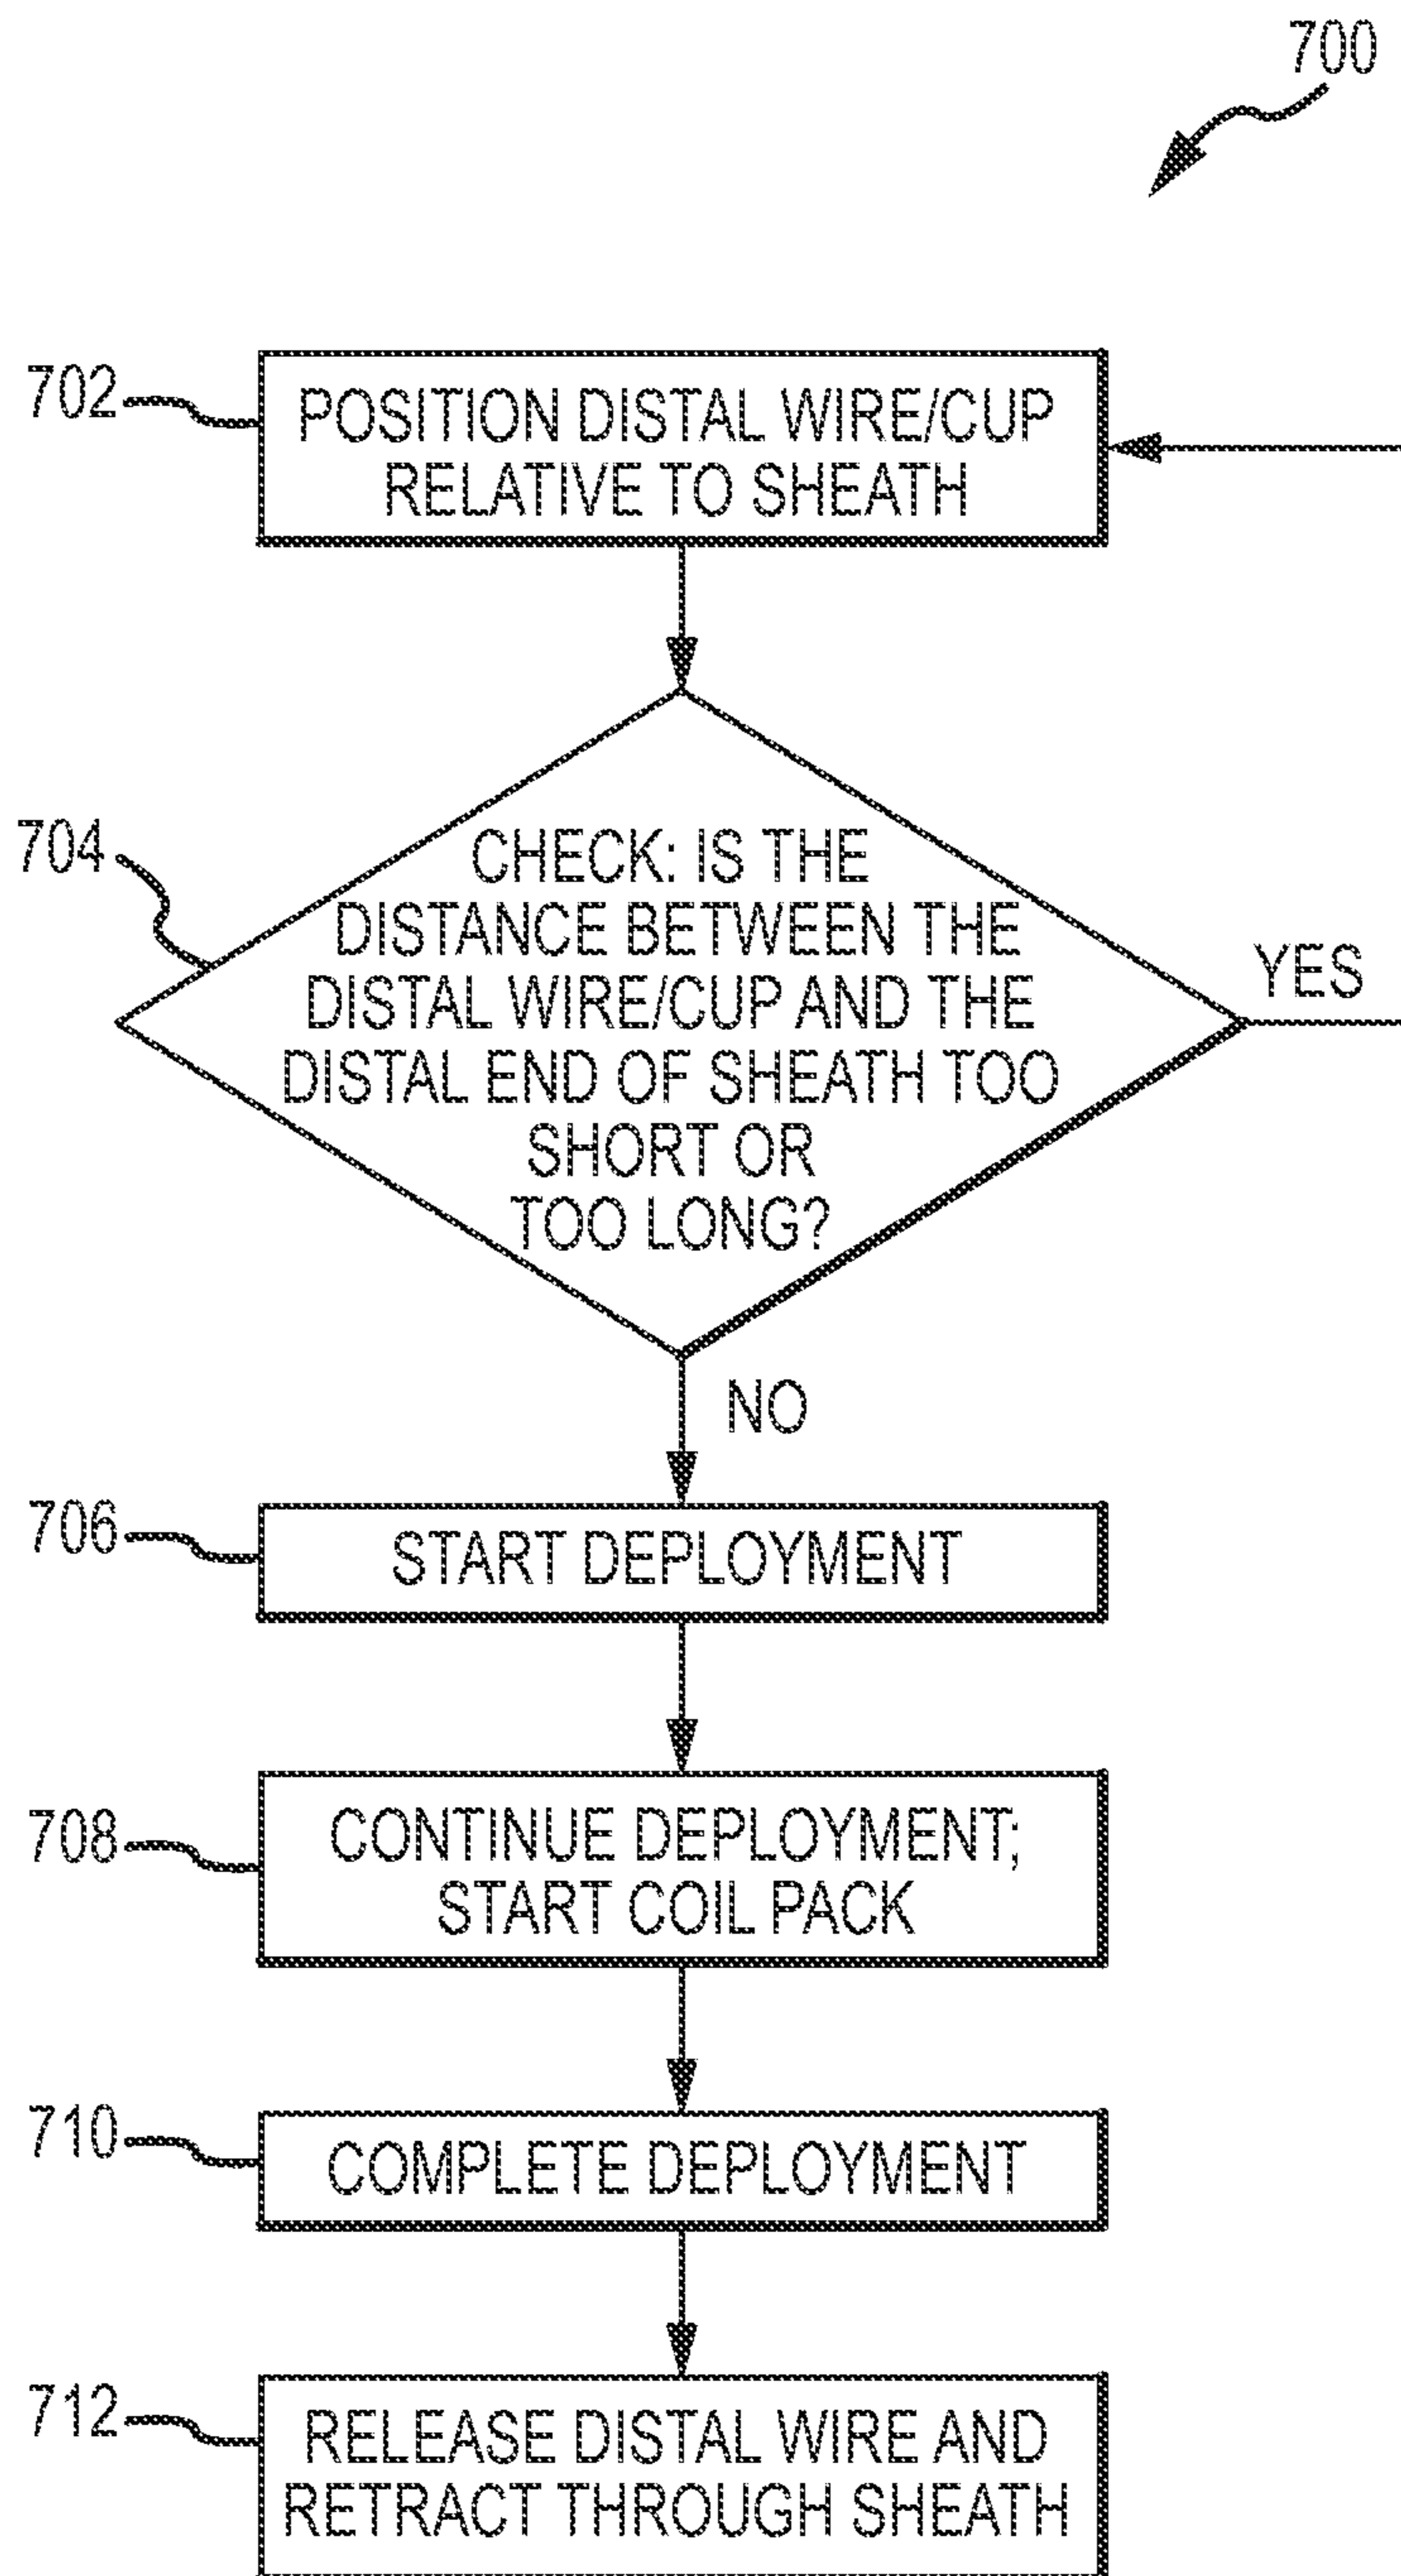 700
702
POSITION DISTAL WIRE/CUP
RELATIVE TO SHEATH
704
CHECK: IS THE
DISTANCE BETWEEN THE
DISTAL WIRE/CUP AND THE
DISTAL END OF SHEATH TOO
SHORT OR
TOO LONG?
YES
NO
706
START DEPLOYMENT
708
CONTINUE DEPLOYMENT;
START COIL PACK
710
COMPLETE DEPLOYMENT
712
RELEASE DISTAL WIRE AND
RETRACT THROUGH SHEATH